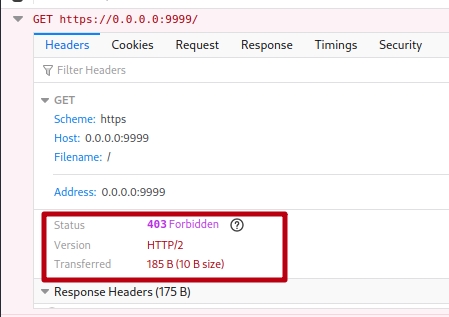 GET https://0.0.0.0:9999/
Headers Cookies Request Response Timings Security
Filter Headers
GET
Scheme: https
Host: 0.0.0.0:9999
Filename: /
Address: 0.0.0.0:9999
Status 403 Forbidden ?
Version HTTP/2
Transferred 185 B (10 B size)
Response Headers (175 B)